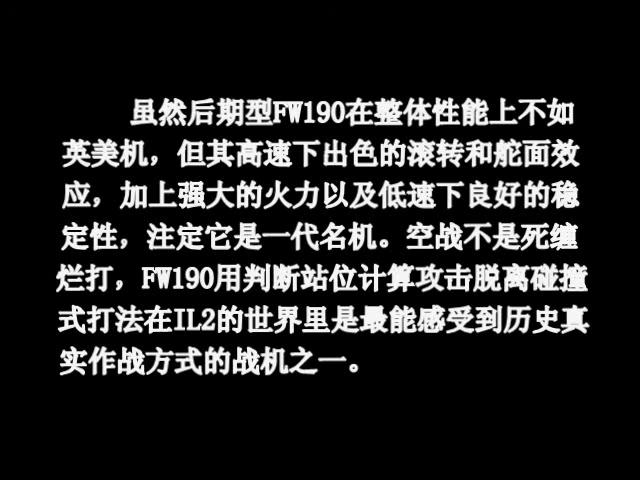 虽然后期型FW190在整体性能上不如
英美机，但其高速下出色的滚转和舵面效
应，加上强大的火力以及低速下良好的稳
定性，注定它是一代名机。空战不是死缠
烂打，FW190用判断站位计算攻击脱离碰撞
式打法在IL2的世界里是最能感受到历史真
实作战方式的战机之一。